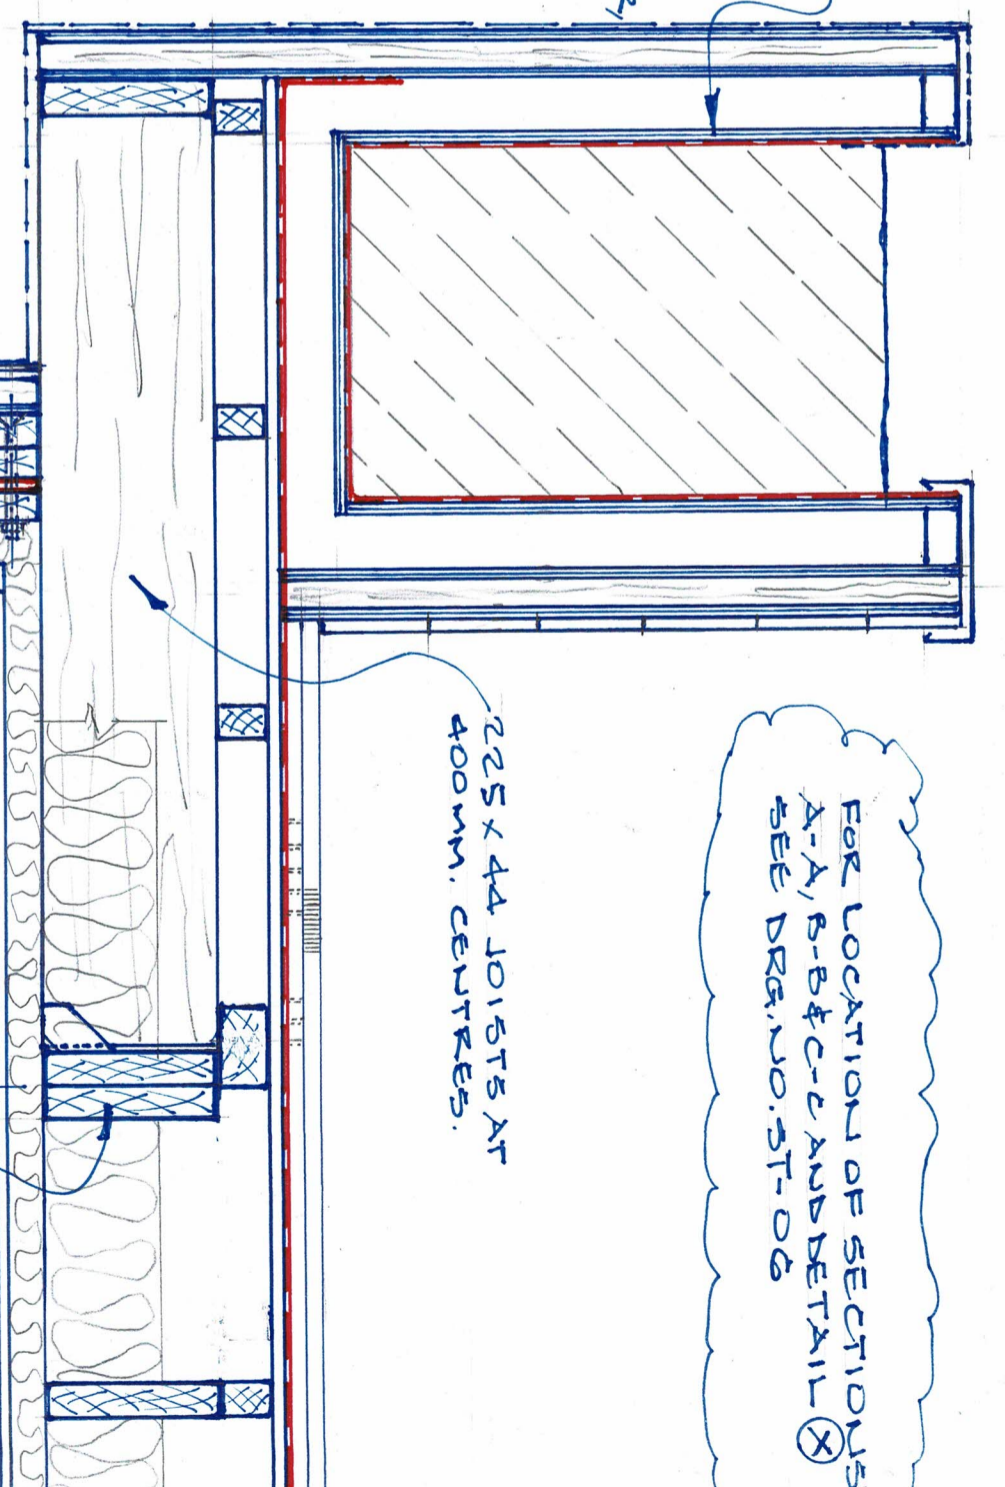 FOR LOCATION OF SECTIONS
A-A, B-B & C-C AND DETAIL X
SEE DRG. NO. ST-06
225 x 44 JOISTS AT
400MM. CENTRES.